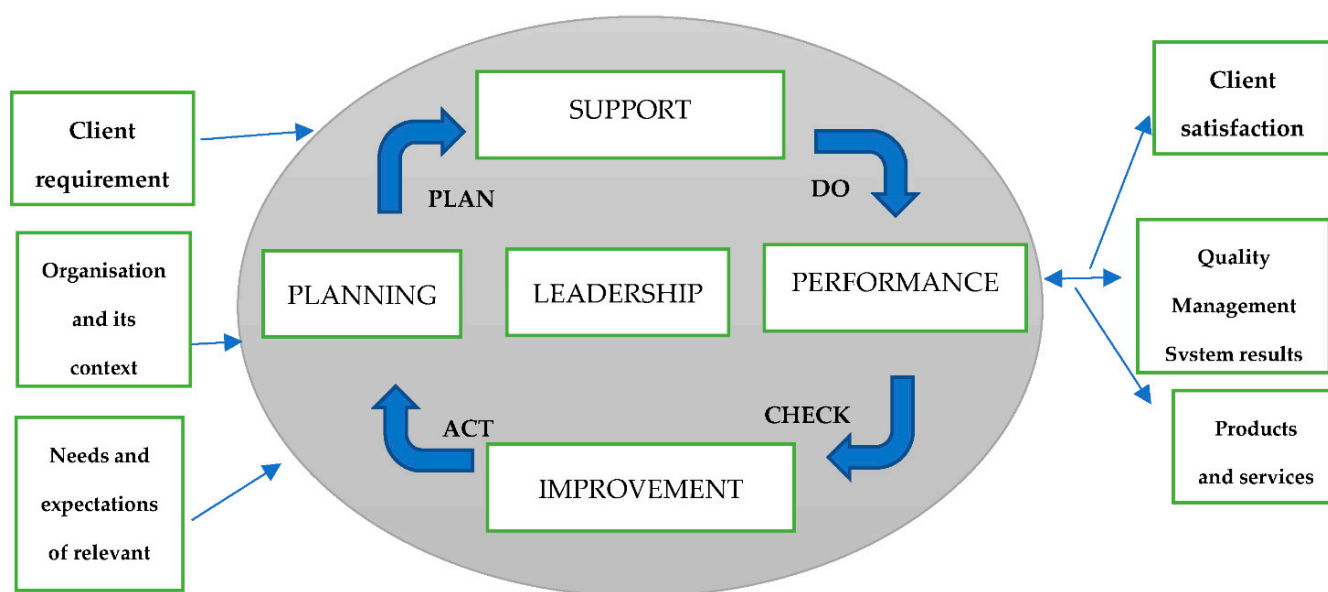 Client
requirement
Organisation
and its
context
Needs and
expectations
of relevant
SUPPORT
PLAN
DO
PLANNING
LEADERSHIP
PERFORMANCE
ACT
CHECK
IMPROVEMENT
Client
satisfaction
Quality
Management
System results
Products
and services